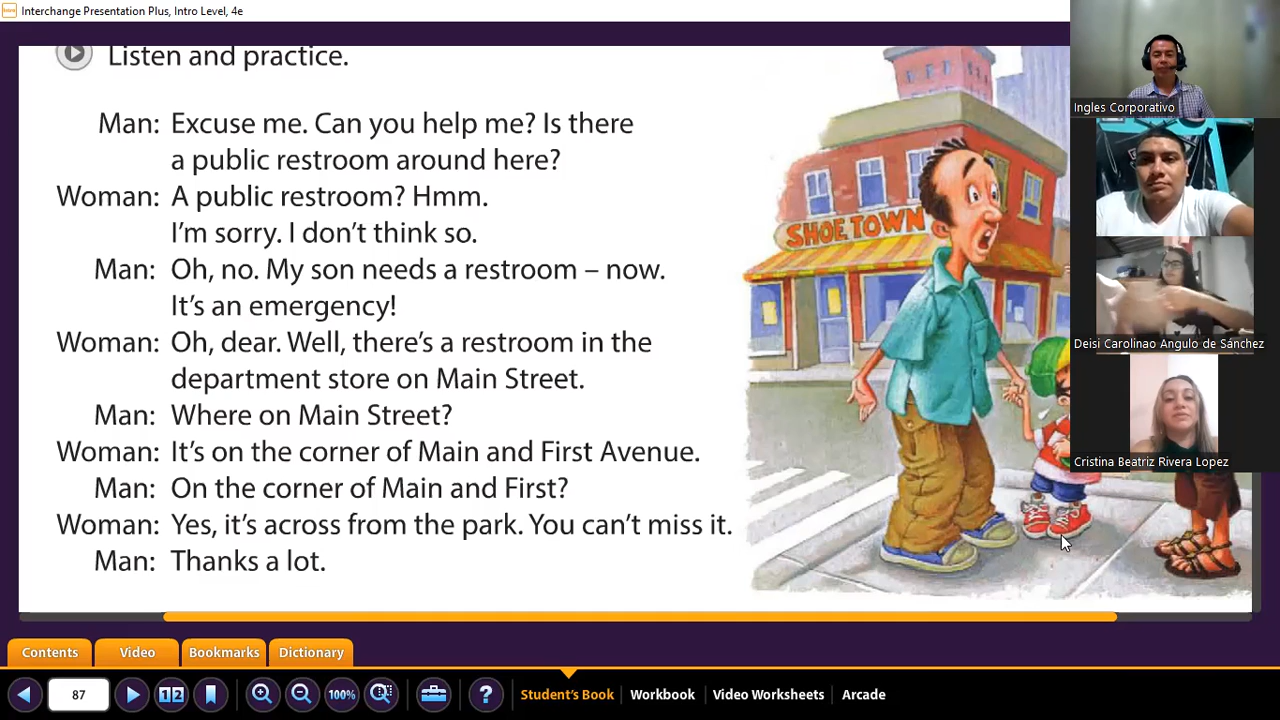 Interchange Presentation Plus, Intro Level, 4e
Listen and practice.
Man: Excuse me. Can you help me? Is there
a public restroom around here?
Woman: A public restroom? Hmm.
I'm sorry. I don't think so.
Man: Oh, no. My son needs a restroom – now.
It's an emergency!
Woman: Oh, dear. Well, there's a restroom in the
department store on Main Street.
Man: Where on Main Street?
Woman: It's on the corner of Main and First Avenue.
Man: On the corner of Main and First?
Woman: Yes, it's across from the park. You can't miss it.
Man: Thanks a lot.
SHOE TOWN
Ingles Corporativo
Deisi Carolinao Angulo de Sánchez
Cristina Beatriz Rivera Lopez
Contents Video Bookmarks Dictionary
87 1 2 100% ? Student's Book Workbook Video Worksheets Arcade